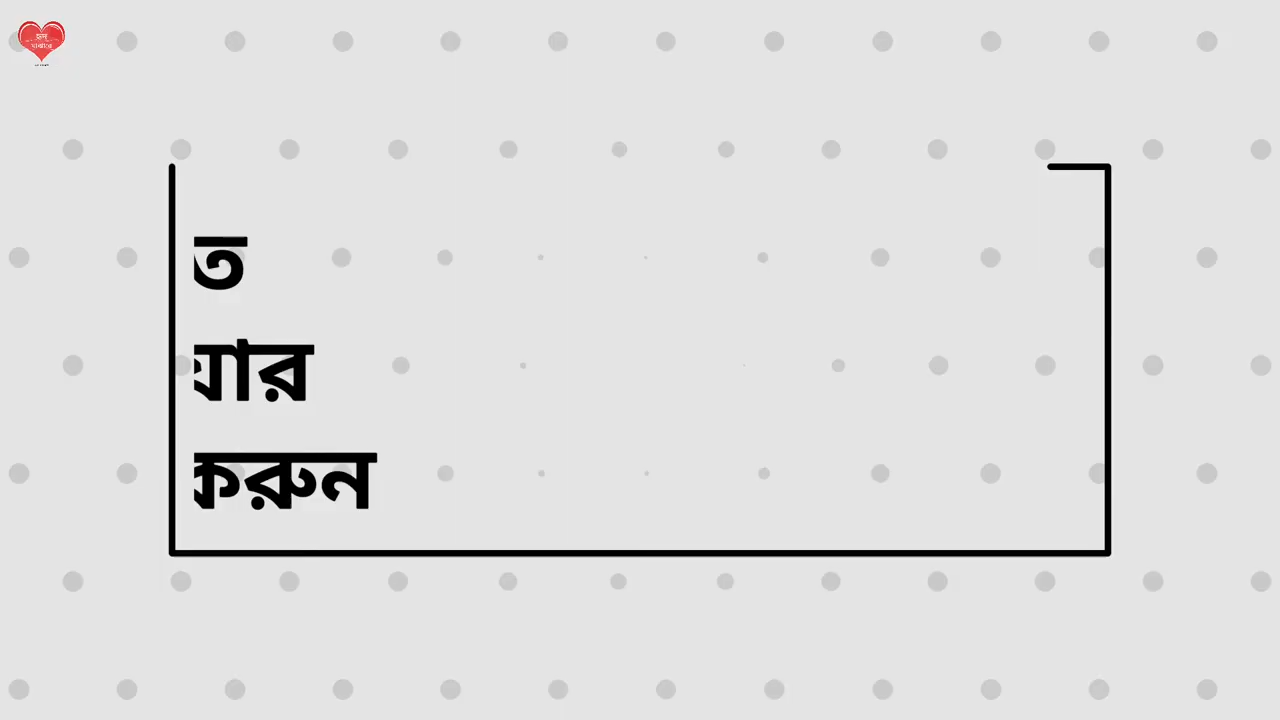 হৃদ
মাঝারে
ত
যার
করুন